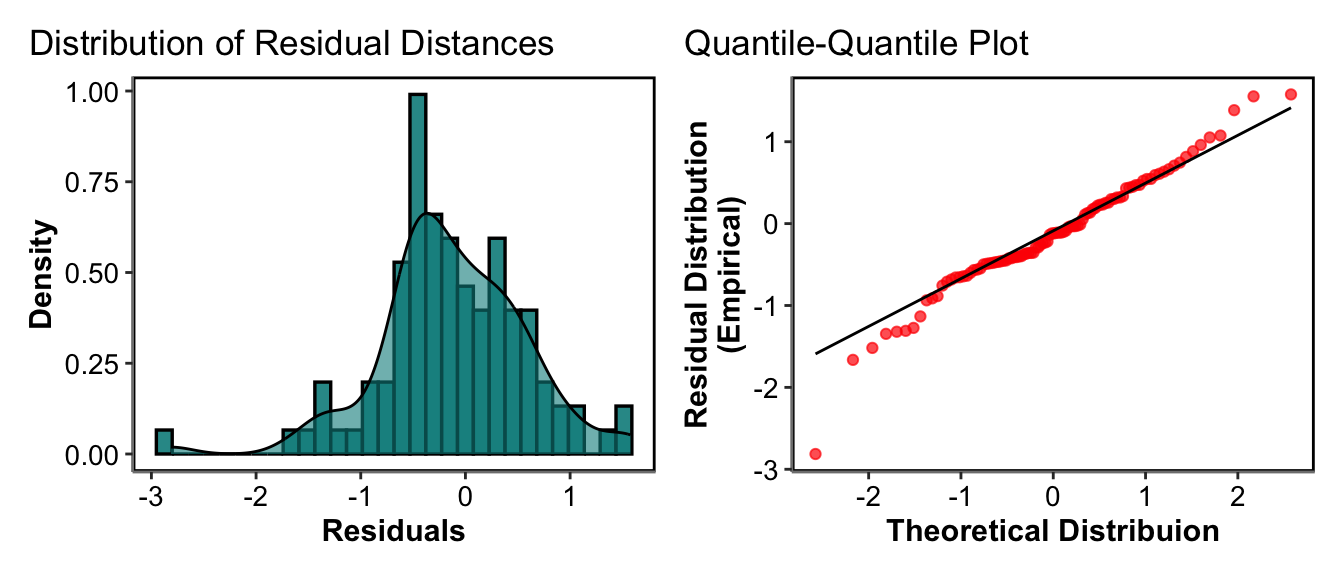 Distribution of Residual Distances
1.00
0.75
0.50
0.25
0.00
Density
-3 -2 -1 0 1
Residuals
Quantile-Quantile Plot
1
0
-1
-2
-3
Residual Distribution
(Empirical)
-2 -1 0 1 2
Theoretical Distribuion